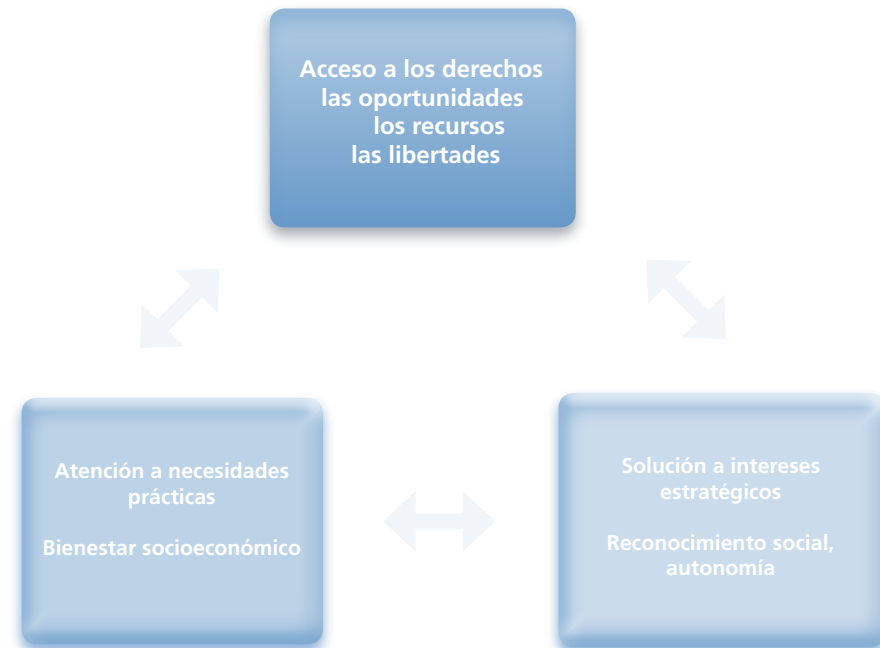 Acceso a los derechos
las oportunidades
los recursos
las libertades
Atención a necesidades
prácticas
Bienestar socioeconómico
Solución a intereses
estratégicos
Reconocimiento social,
autonomía